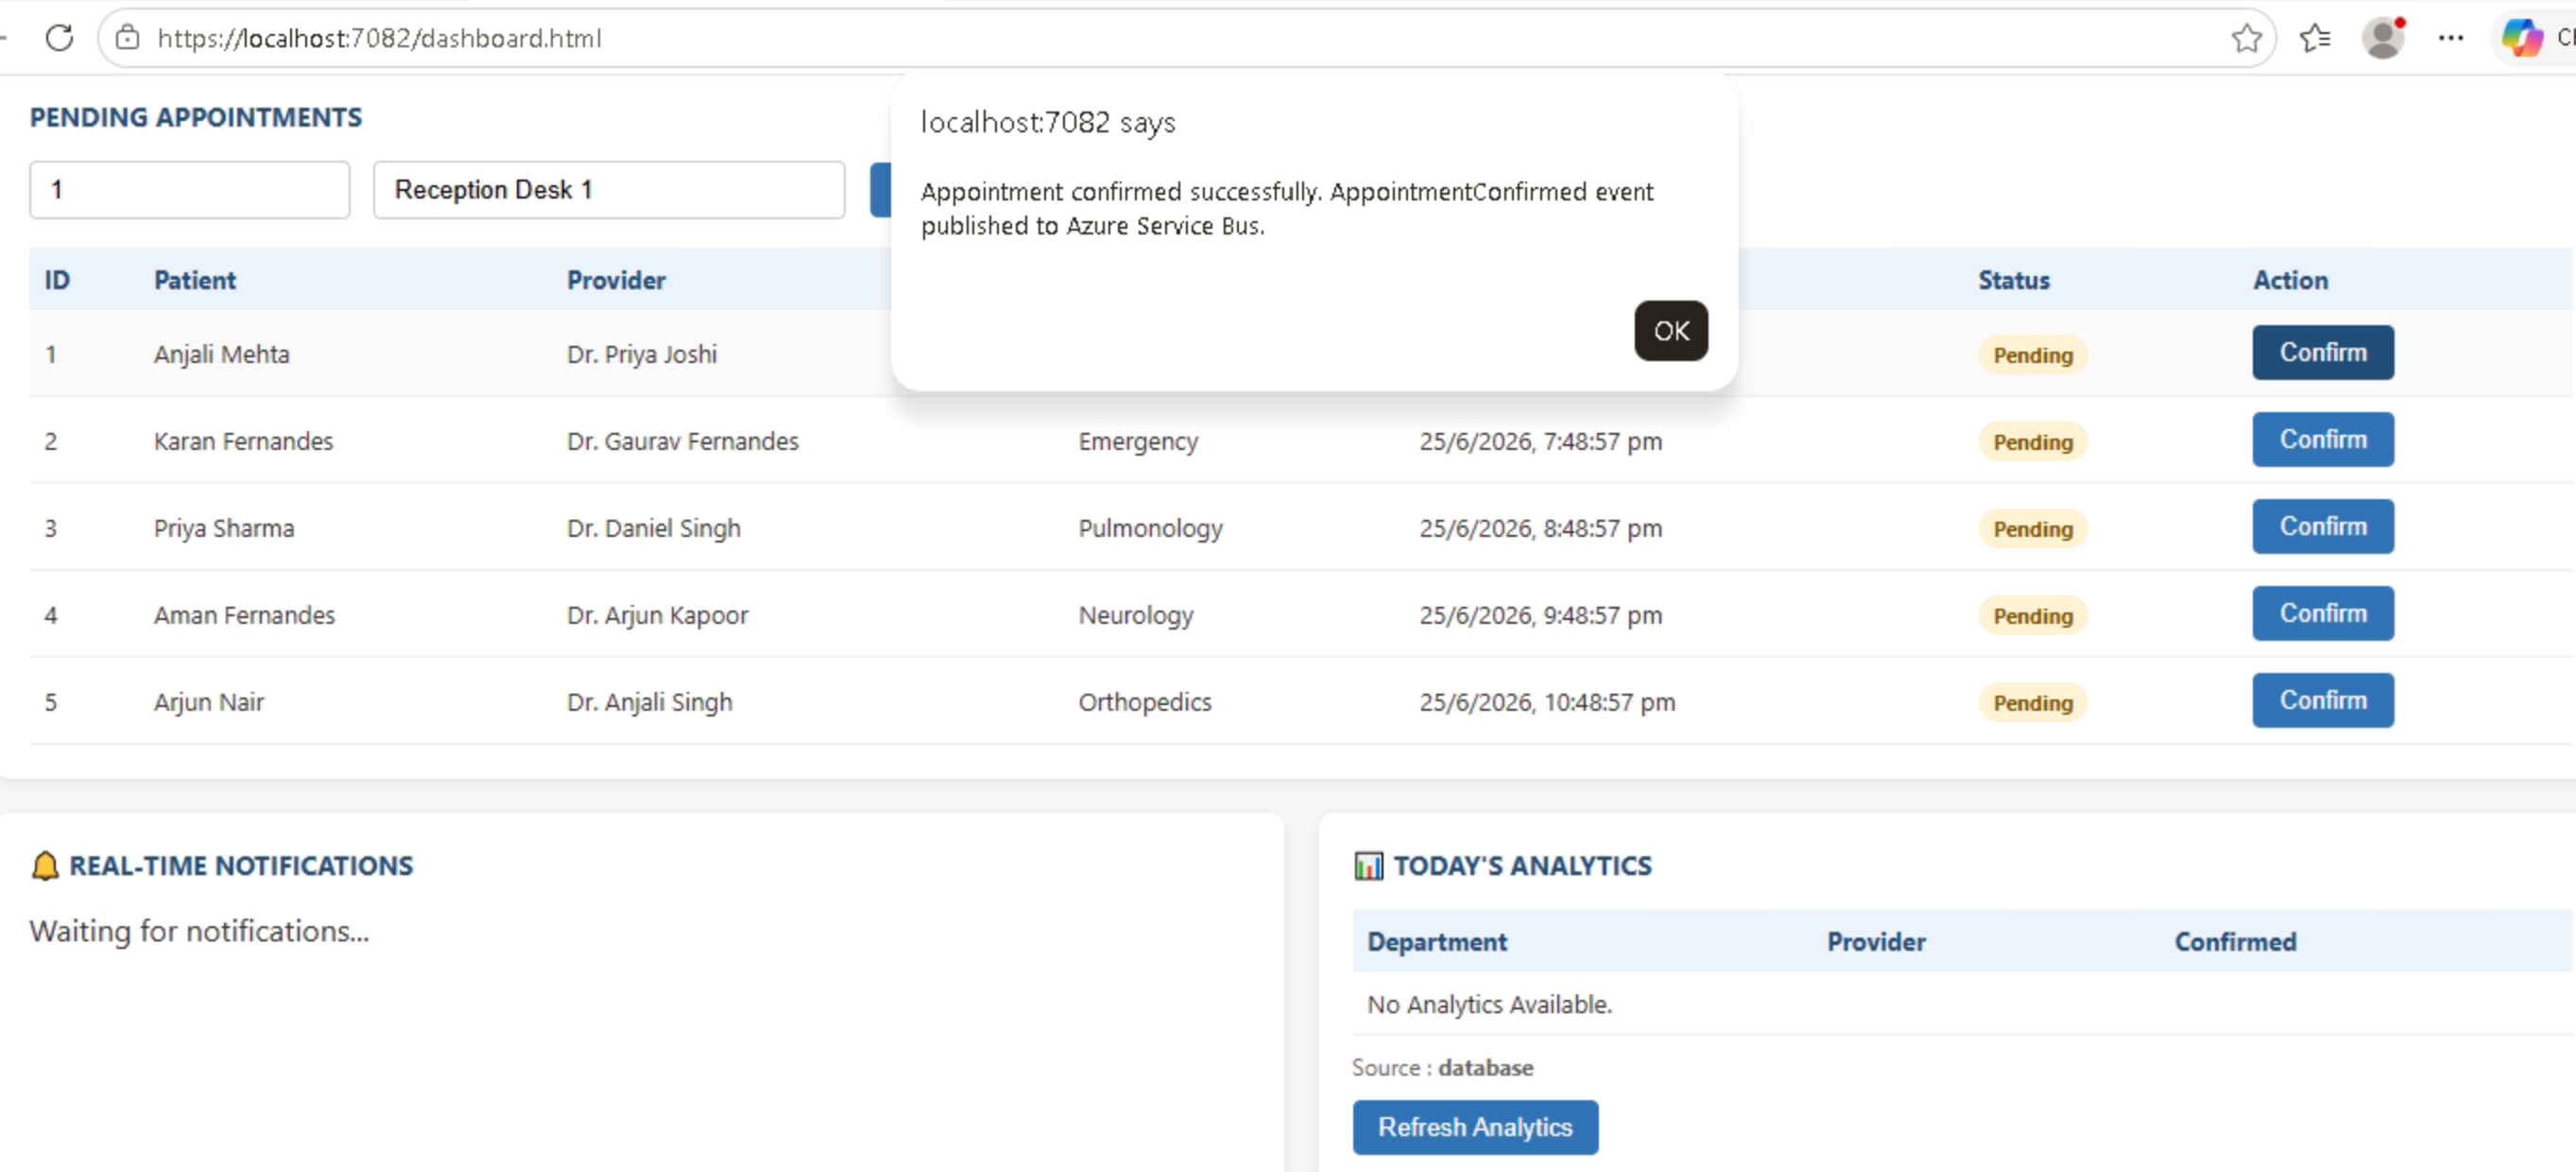 https://localhost:7082/dashboard.html
PENDING APPOINTMENTS
localhost:7082 says
Appointment confirmed successfully. AppointmentConfirmed event
published to Azure Service Bus.
OK
1
Reception Desk 1
ID Patient Provider Status Action
1 Anjali Mehta Dr. Priya Joshi Pending Confirm
2 Karan Fernandes Dr. Gaurav Fernandes Emergency 25/6/2026, 7:48:57 pm Pending Confirm
3 Priya Sharma Dr. Daniel Singh Pulmonology 25/6/2026, 8:48:57 pm Pending Confirm
4 Aman Fernandes Dr. Arjun Kapoor Neurology 25/6/2026, 9:48:57 pm Pending Confirm
5 Arjun Nair Dr. Anjali Singh Orthopedics 25/6/2026, 10:48:57 pm Pending Confirm
REAL-TIME NOTIFICATIONS
Waiting for notifications...
TODAY'S ANALYTICS
Department Provider Confirmed
No Analytics Available.
Source : database
Refresh Analytics